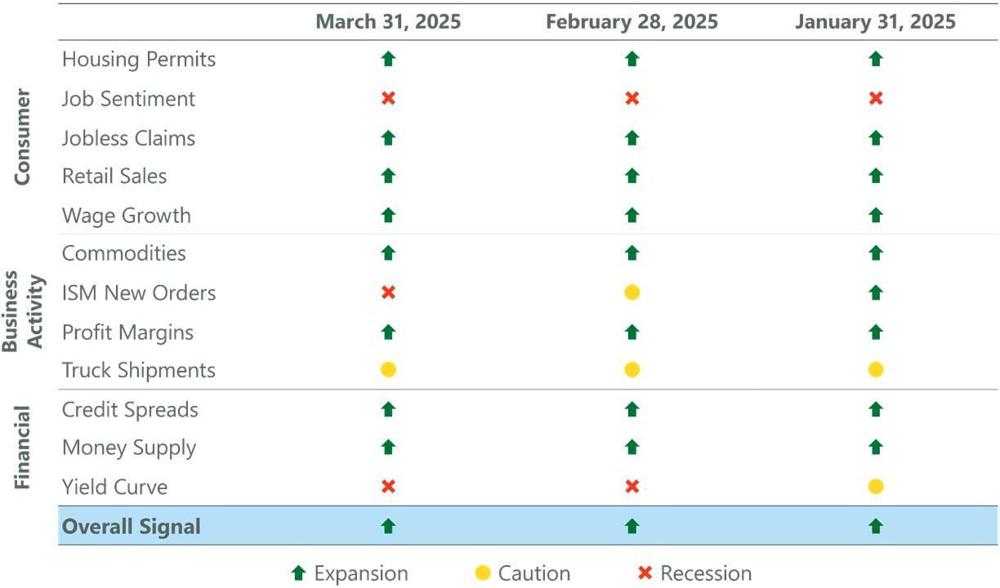 March 31, 2025 February 28, 2025 January 31, 2025
Consumer
Housing Permits
Job Sentiment
Jobless Claims
Retail Sales
Wage Growth
Business
Activity
Commodities
ISM New Orders
Profit Margins
Truck Shipments
Financial
Credit Spreads
Money Supply
Yield Curve
Overall Signal
Expansion Caution Recession